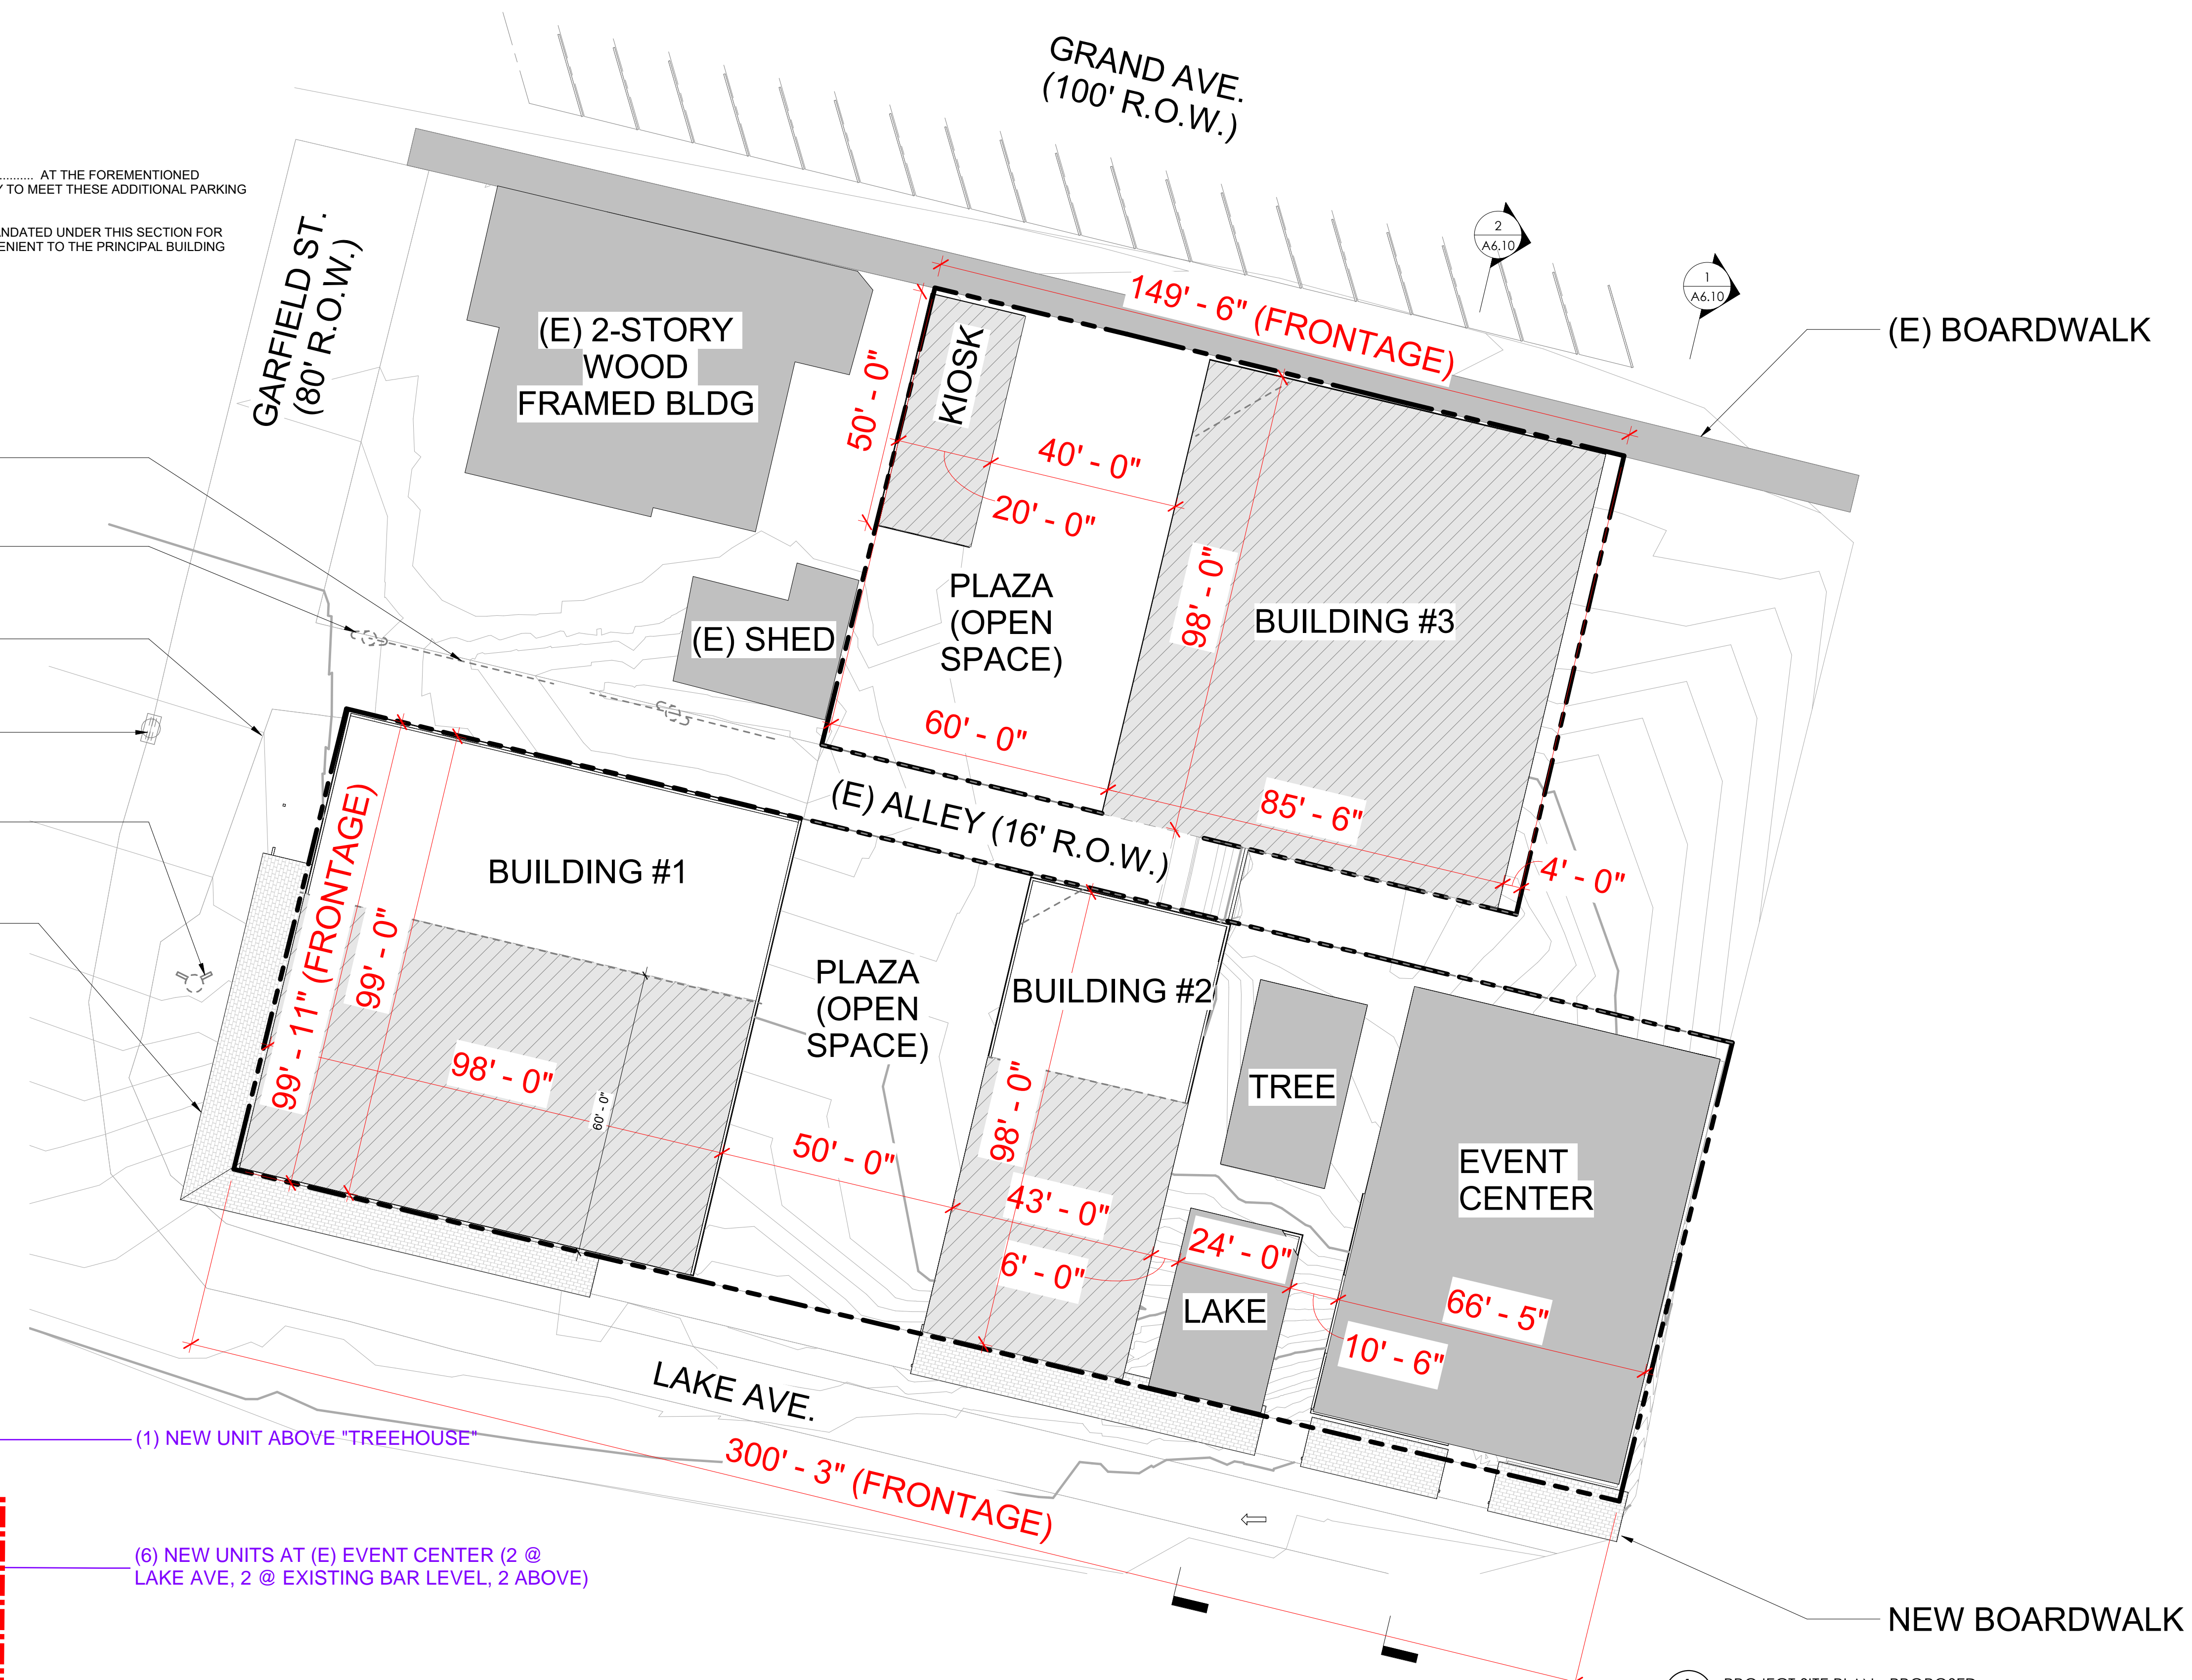 GRAND AVE.
(100' R.O.W.)
............ AT THE FOREMENTIONED
TO MEET THESE ADDITIONAL PARKING
UNDER THIS SECTION FOR
TO THE PRINCIPAL BUILDING
GARFIELD ST.
(80' R.O.W.)
2
A6.10
1
A6.10
(E) BOARDWALK
149' - 6" (FRONTAGE)
(E) 2-STORY
WOOD
FRAMED BLDG
KIOSK
50' - 0"
40' - 0"
20' - 0"
98' - 0"
PLAZA
(OPEN
SPACE)
BUILDING #3
(E) SHED
60' - 0"
85' - 6"
4' - 0"
(E) ALLEY (16' R.O.W.)
BUILDING #1
99' - 11" (FRONTAGE)
99' - 0"
98' - 0"
60' - 0"
PLAZA
(OPEN
SPACE)
50' - 0"
BUILDING #2
98' - 0"
43' - 0"
6' - 0"
TREE
24' - 0"
LAKE
EVENT
CENTER
66' - 5"
10' - 6"
LAKE AVE.
300' - 3" (FRONTAGE)
(1) NEW UNIT ABOVE "TREEHOUSE"
(6) NEW UNITS AT (E) EVENT CENTER (2 @
LAKE AVE, 2 @ EXISTING BAR LEVEL, 2 ABOVE)
NEW BOARDWALK